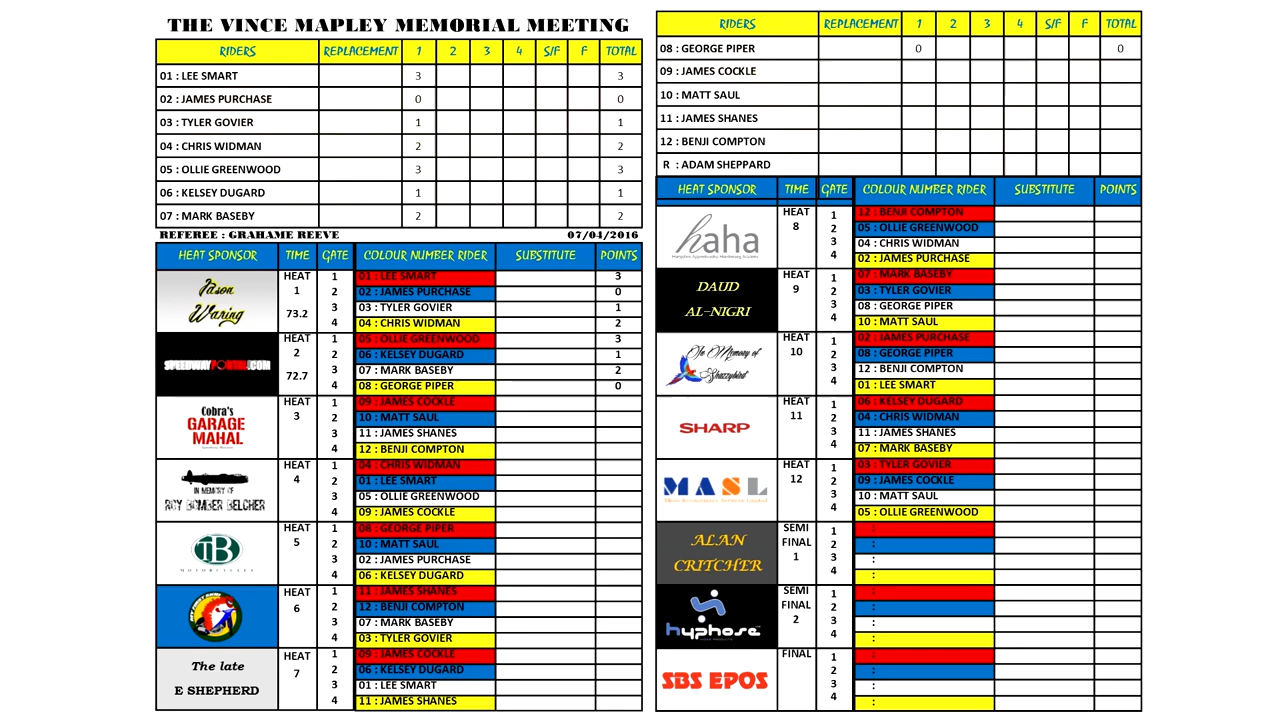 THE VINCE MAPLEY MEMORIAL MEETING
RIDERS REPLACEMENT 1 2 3 4 S/F F TOTAL
01 : LEE SMART 3 3
02 : JAMES PURCHASE 0 0
03 : TYLER GOVIER 1 1
04 : CHRIS WIDMAN 2 2
05 : OLLIE GREENWOOD 3 3
06 : KELSEY DUGARD 1 1
07 : MARK BASEBY 2 2
REFEREE : GRAHAME REEVE 07/04/2016
HEAT SPONSOR TIME GATE COLOUR NUMBER RIDER SUBSTITUTE POINTS
Jason Waring
HEAT 1 73.2
1 01 : LEE SMART 3
2 02 : JAMES PURCHASE 0
3 03 : TYLER GOVIER 1
4 04 : CHRIS WIDMAN 2
SPEEDWAYPORTAL.COM
HEAT 2 72.7
1 05 : OLLIE GREENWOOD 3
2 06 : KELSEY DUGARD 1
3 07 : MARK BASEBY 2
4 08 : GEORGE PIPER 0
Cobra's
GARAGE
MAHAL
HEAT 3
1 09 : JAMES COCKLE
2 10 : MATT SAUL
3 11 : JAMES SHANES
4 12 : BENJI COMPTON
IN MEMORY OF
ROY BOMBER BELCHER
HEAT 4
1 04 : CHRIS WIDMAN
2 01 : LEE SMART
3 05 : OLLIE GREENWOOD
4 09 : JAMES COCKLE
TB
MOTORCYCLES
HEAT 5
1 08 : GEORGE PIPER
2 10 : MATT SAUL
3 02 : JAMES PURCHASE
4 06 : KELSEY DUGARD
HEAT 6
1 11 : JAMES SHANES
2 12 : BENJI COMPTON
3 07 : MARK BASEBY
4 03 : TYLER GOVIER
The late
E SHEPHERD
HEAT 7
1 09 : JAMES COCKLE
2 06 : KELSEY DUGARD
3 01 : LEE SMART
4 11 : JAMES SHANES
RIDERS REPLACEMENT 1 2 3 4 S/F F TOTAL
08 : GEORGE PIPER 0 0
09 : JAMES COCKLE
10 : MATT SAUL
11 : JAMES SHANES
12 : BENJI COMPTON
R : ADAM SHEPPARD
HEAT SPONSOR TIME GATE COLOUR NUMBER RIDER SUBSTITUTE POINTS
haha
HEAT 8
1 12 : BENJI COMPTON
2 05 : OLLIE GREENWOOD
3 04 : CHRIS WIDMAN
4 02 : JAMES PURCHASE
DAUD
AL-NIGRI
HEAT 9
1 07 : MARK BASEBY
2 03 : TYLER GOVIER
3 08 : GEORGE PIPER
4 10 : MATT SAUL
In Memory of
HEAT 10
1 02 : JAMES PURCHASE
2 08 : GEORGE PIPER
3 12 : BENJI COMPTON
4 01 : LEE SMART
SHARP
HEAT 11
1 06 : KELSEY DUGARD
2 04 : CHRIS WIDMAN
3 11 : JAMES SHANES
4 07 : MARK BASEBY
MASL
HEAT 12
1 03 : TYLER GOVIER
2 09 : JAMES COCKLE
3 10 : MATT SAUL
4 05 : OLLIE GREENWOOD
ALAN
CRITCHER
SEMI FINAL 1
1 :
2 :
3 :
4 :
hyphose
SEMI FINAL 2
1 :
2 :
3 :
4 :
SBS EPOS
FINAL
1 :
2 :
3 :
4 :